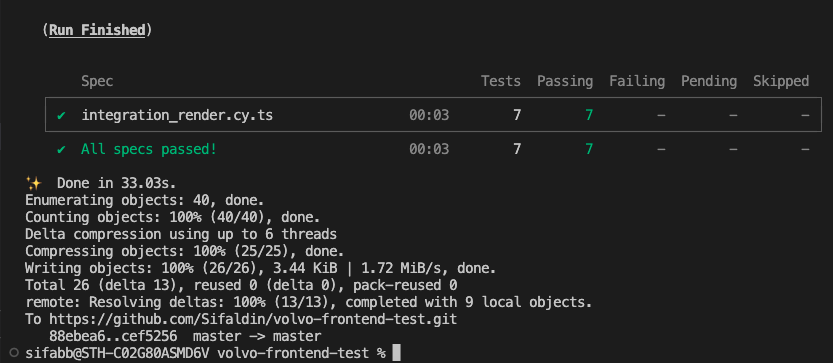 (Run Finished)
Spec Tests Passing Failing Pending Skipped
✔ integration_render.cy.ts 00:03 7 7 – – –
✔ All specs passed! 00:03 7 7 – – –
✨ Done in 33.03s.
Enumerating objects: 40, done.
Counting objects: 100% (40/40), done.
Delta compression using up to 6 threads
Compressing objects: 100% (25/25), done.
Writing objects: 100% (26/26), 3.44 KiB | 1.72 MiB/s, done.
Total 26 (delta 13), reused 0 (delta 0), pack-reused 0
remote: Resolving deltas: 100% (13/13), completed with 9 local objects.
To https://github.com/Sifaldin/volvo-frontend-test.git
88ebea6..cef5256 master -> master
sifabb@STH-C02G80ASMD6V volvo-frontend-test %